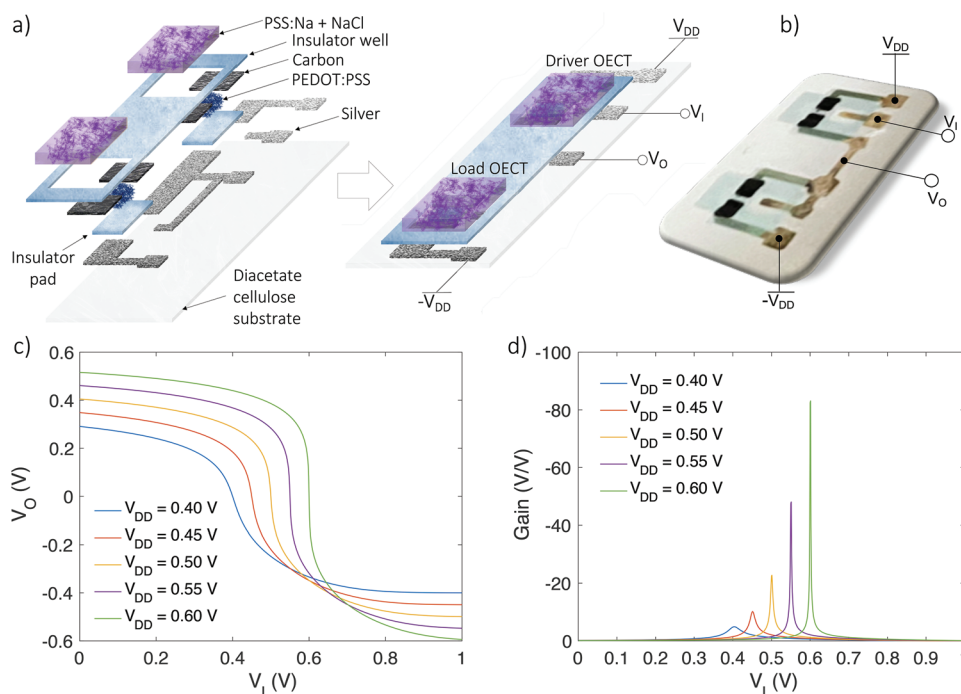 a)
PSS:Na + NaCl
Insulator well
Carbon
PEDOT:PSS
Silver
Insulator
pad
Diacetate
cellulose
substrate
V_DD
Driver OECT
V_I
V_O
Load OECT
-V_DD
b)
V_DD
V_I
V_O
-V_DD
c)
0.6
0.4
0.2
0
-0.2
-0.4
-0.6
V_O (V)
V_DD = 0.40 V
V_DD = 0.45 V
V_DD = 0.50 V
V_DD = 0.55 V
V_DD = 0.60 V
0 0.2 0.4 0.6 0.8 1
V_I (V)
d)
-100
-80
-60
-40
-20
0
Gain (V/V)
V_DD = 0.40 V
V_DD = 0.45 V
V_DD = 0.50 V
V_DD = 0.55 V
V_DD = 0.60 V
0 0.1 0.2 0.3 0.4 0.5 0.6 0.7 0.8 0.9 1
V_I (V)